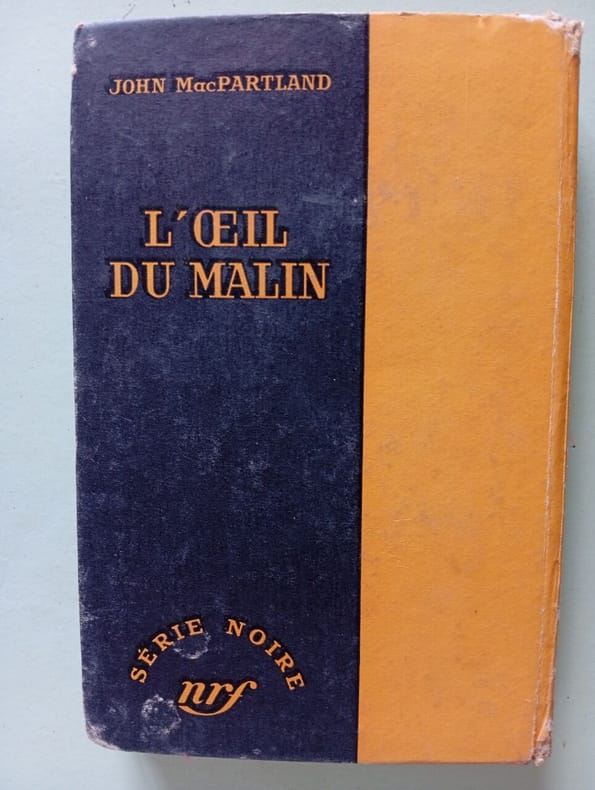 JOHN MacPARTLAND
L'ŒIL
DU MALIN
SÉRIE NOIRE
nrf